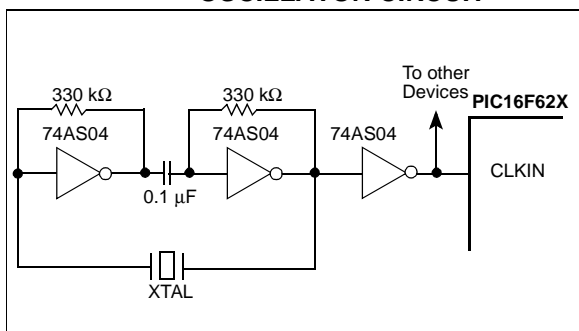 OSCILLATOR CIRCUIT
330 kΩ
330 kΩ
To other
Devices
PIC16F62X
74AS04
74AS04
74AS04
CLKIN
0.1 µF
XTAL